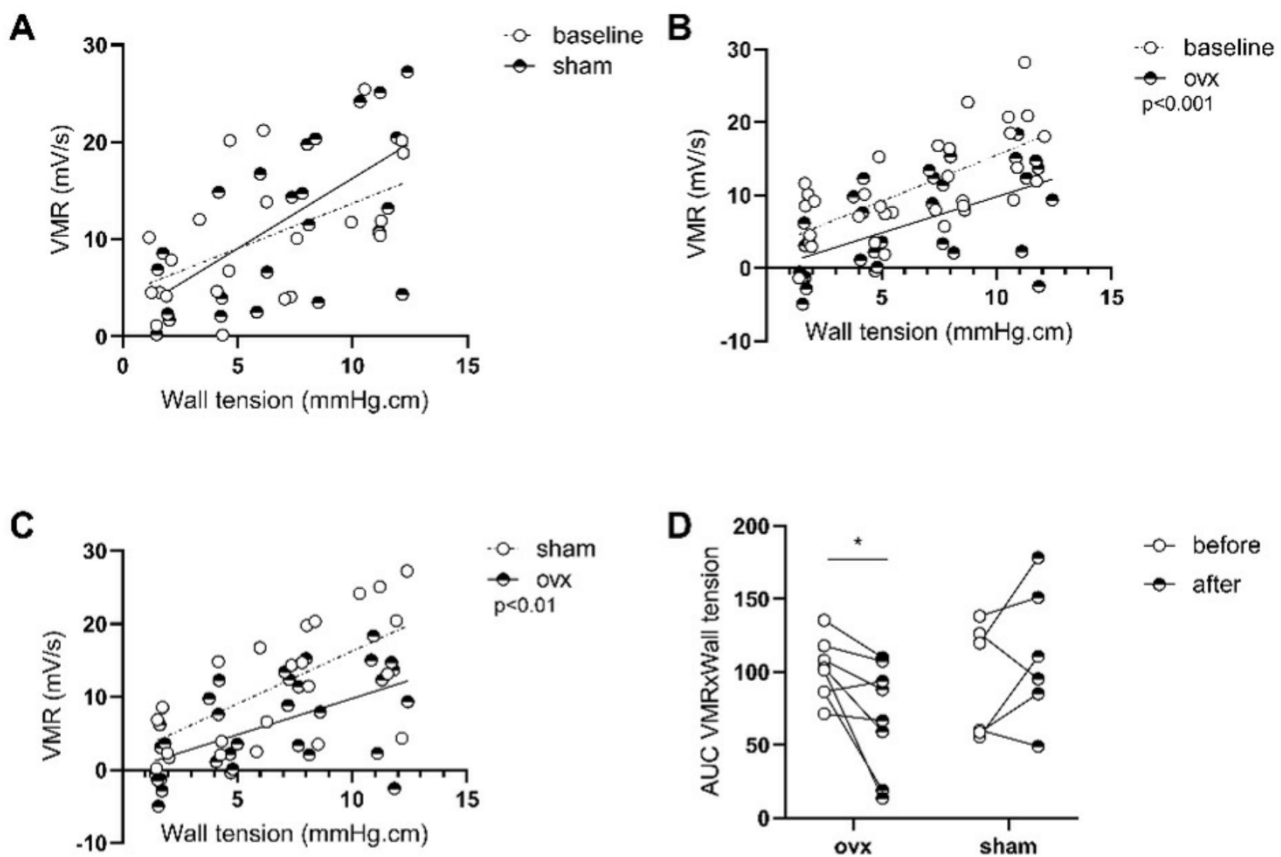 A
30
20
10
0
0
5
10
15
VMR (mV/s)
Wall tension (mmHg.cm)
baseline
sham
B
30
20
10
0
-10
5
10
15
VMR (mV/s)
Wall tension (mmHg.cm)
baseline
ovx
p<0.001
C
30
20
10
0
-10
5
10
15
VMR (mV/s)
Wall tension (mmHg.cm)
sham
ovx
p<0.01
D
200
150
100
50
0
AUC VMRxWall tension
*
ovx
sham
before
after